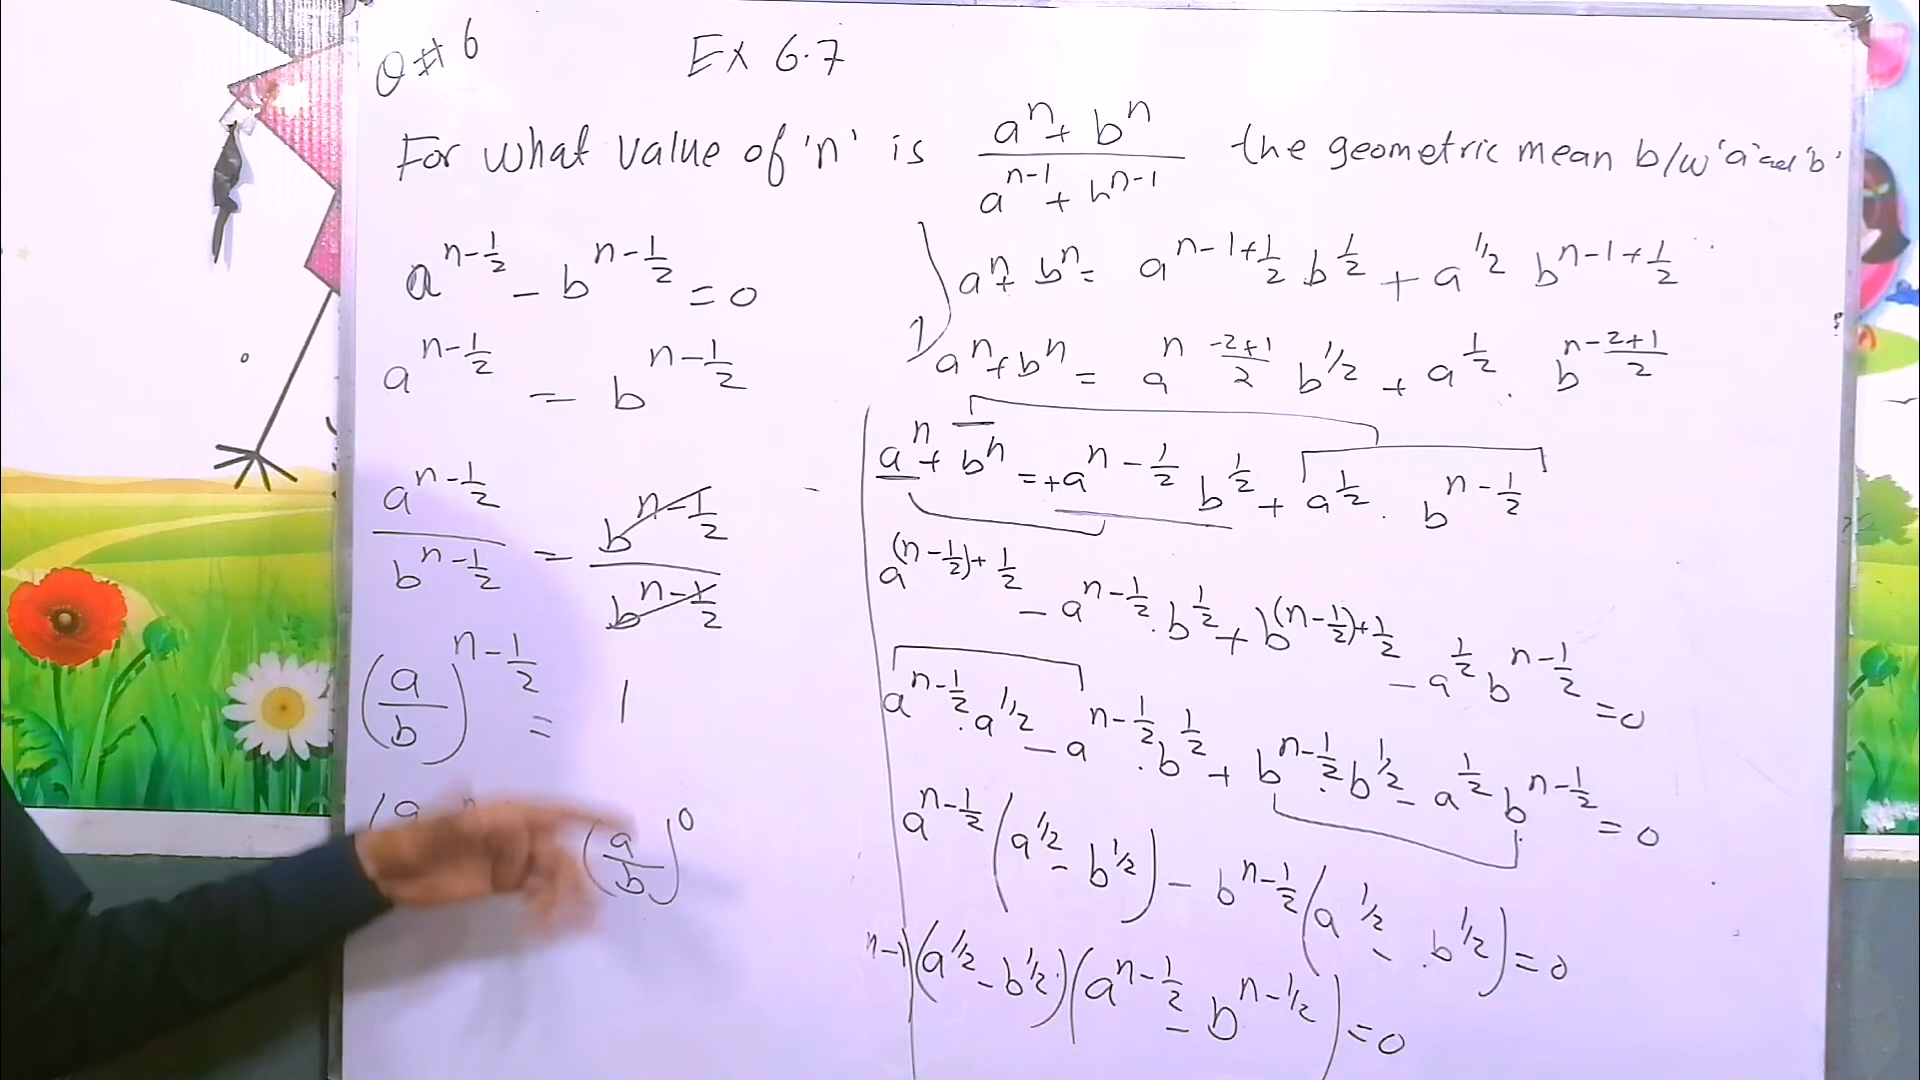 Q#6 Ex 6.7
For what value of 'n' is (a^n + b^n)/(a^(n-1) + b^(n-1)) the geometric mean b/w 'a' and 'b'
a^(n-1/2) - b^(n-1/2) = 0
a^(n-1/2) = b^(n-1/2)
a^(n-1/2)/b^(n-1/2) = b^(n-1/2)/b^(n-1/2)
(a/b)^(n-1/2) = 1
(a (a/b)^0
a^n + b^n = a^(n-1+1/2) b^(1/2) + a^(1/2) b^(n-1+1/2)
a^n + b^n = a^(n (-2+1)/2) b^(1/2) + a^(1/2) . b^(n-(2+1)/2)
a^n + b^n = +a^(n-1/2) b^(1/2) + a^(1/2) . b^(n-1/2)
a^((n-1/2)+1/2) - a^(n-1/2) . b^(1/2) + b^((n-1/2)+1/2) - a^(1/2) b^(n-1/2) = 0
a^(n-1/2) . a^(1/2) - a^(n-1/2) . b^(1/2) + b^(n-1/2) . b^(1/2) - a^(1/2) b^(n-1/2) = 0
a^(n-1/2) (a^(1/2) - b^(1/2)) - b^(n-1/2) (a^(1/2) - b^(1/2)) = 0
n-1 (a^(1/2) - b^(1/2)) (a^(n-1/2) - b^(n-1/2)) = 0